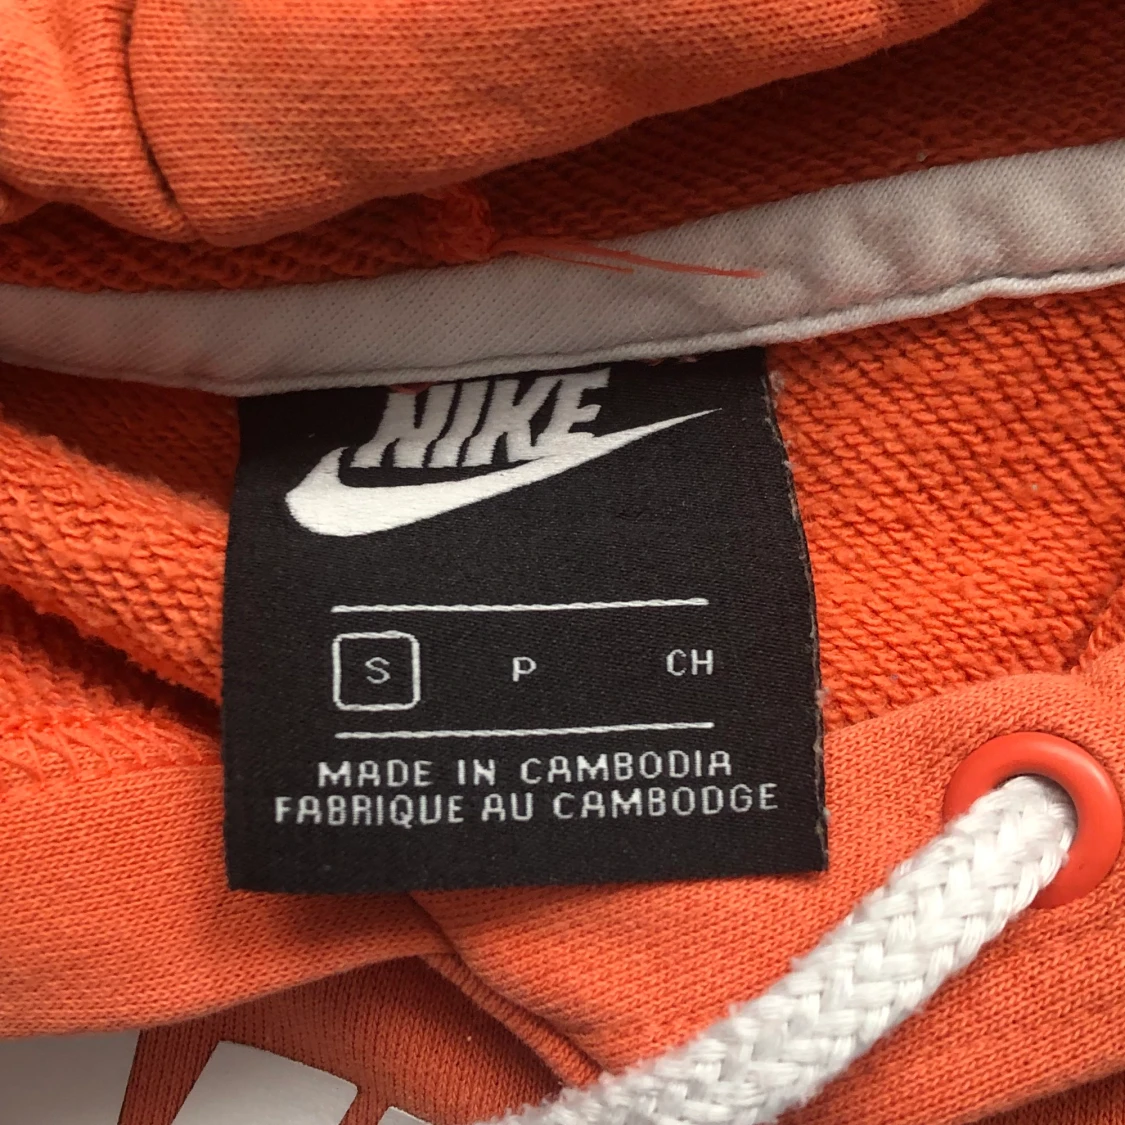 NIKE
S P CH
MADE IN CAMBODIA
FABRIQUE AU CAMBODGE